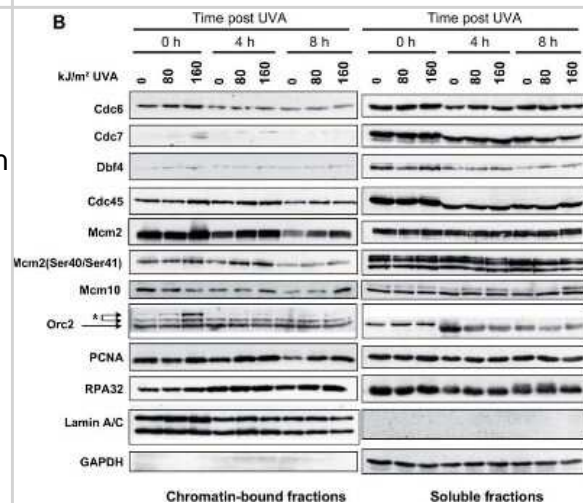 B
Time post UVA Time post UVA
0 h 4 h 8 h 0 h 4 h 8 h
kJ/m² UVA 0 80 160 0 80 160 0 80 160 0 80 160 0 80 160 0 80 160
Cdc6
n
Cdc7
Dbf4
Cdc45
Mcm2
Mcm2(Ser40/Ser41)
Mcm10
*
Orc2
PCNA
RPA32
Lamin A/C
GAPDH
Chromatin-bound fractions Soluble fractions